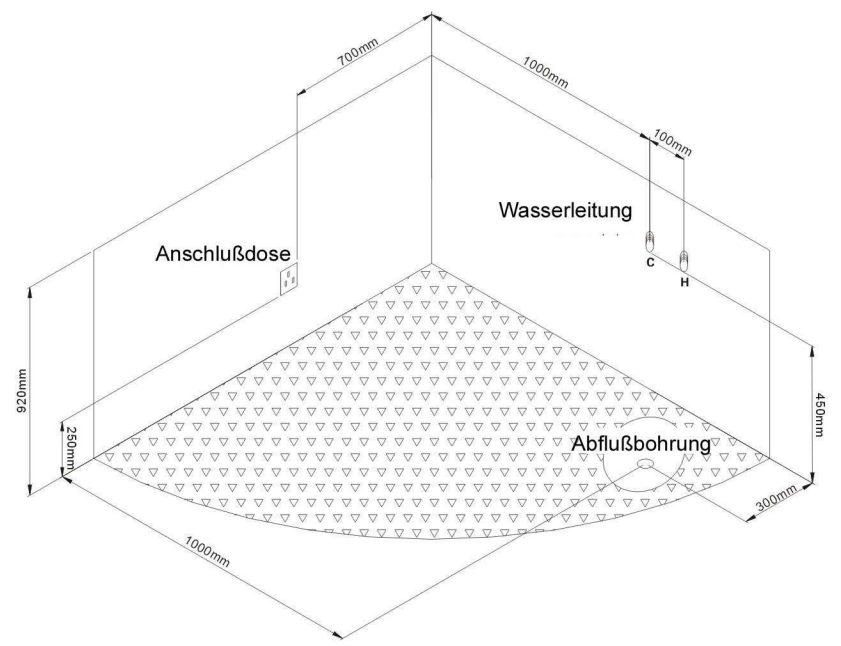 700mm
1000mm
100mm
Wasserleitung
Anschlußdose
C
H
920mm
250mm
450mm
Abflußbohrung
300mm
1000mm